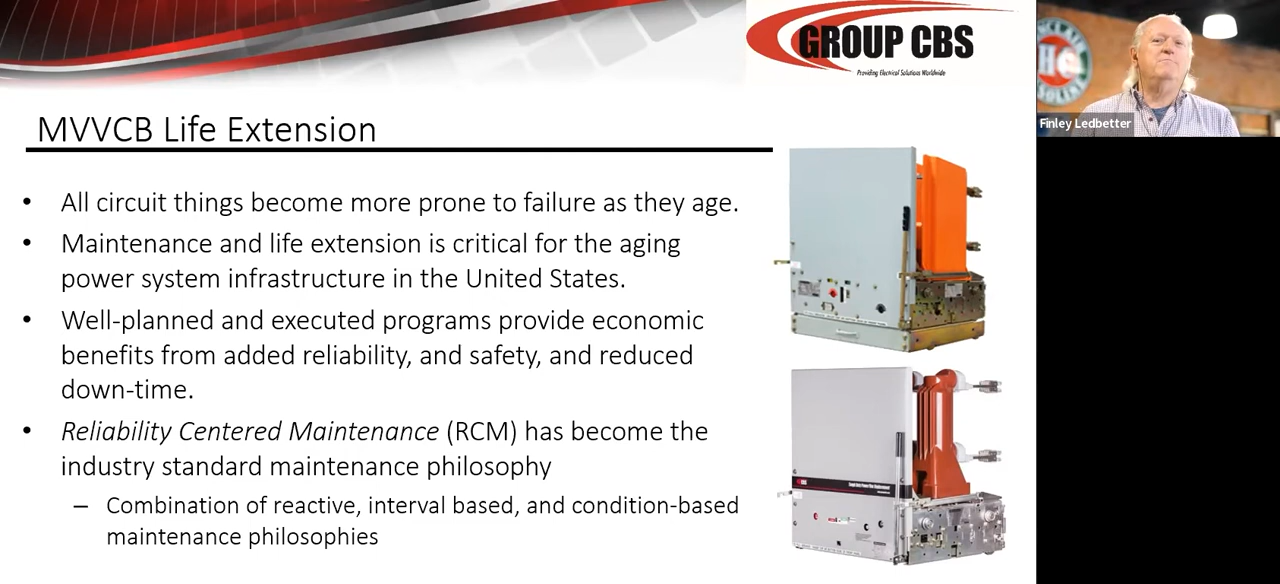 GROUP CBS
Providing Electrical Solutions Worldwide
Finley Ledbetter
MVVCB Life Extension
• All circuit things become more prone to failure as they age.
• Maintenance and life extension is critical for the aging
power system infrastructure in the United States.
• Well-planned and executed programs provide economic
benefits from added reliability, and safety, and reduced
down-time.
• Reliability Centered Maintenance (RCM) has become the
industry standard maintenance philosophy
– Combination of reactive, interval based, and condition-based
maintenance philosophies